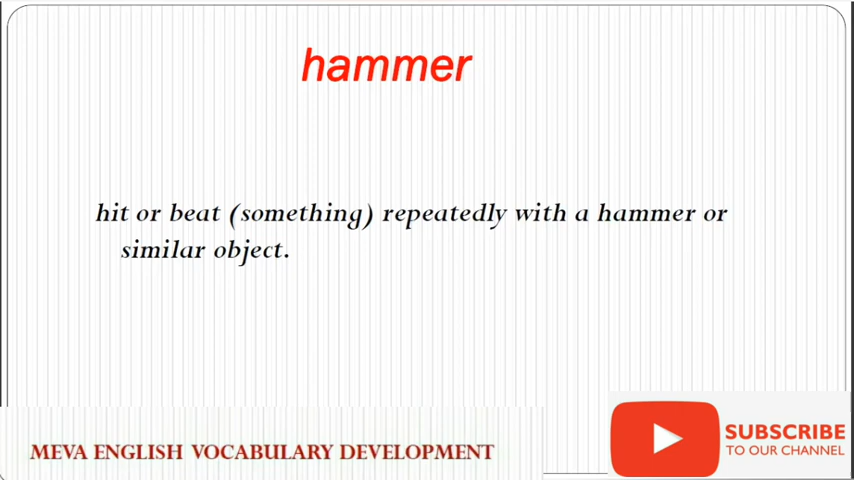 hammer
hit or beat (something) repeatedly with a hammer or
similar object.
MEVA ENGLISH VOCABULARY DEVELOPMENT
SUBSCRIBE
TO OUR CHANNEL